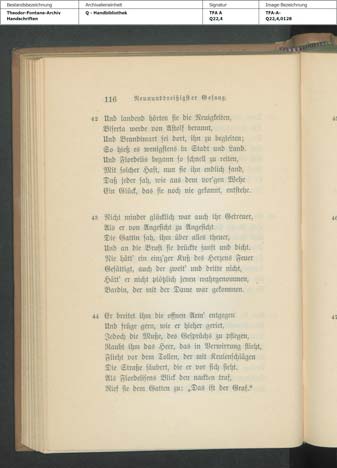 Bestandsbezeichnung
Theodor-Fontane-Archiv
Handschriften
Archivalieneinheit
Q - Handbibliothek
Signatur
TFA A
Q22,4
Image-Bezeichnung
TFA-A-
Q22,4,0128
116 Neununddreißigster Gesang.
42 Und landend hörten sie die Neuigkeiten,
Biserta werde von Astolf berannt,
Und Brandimart sei dort, ihn zu begleiten;
So hieß es wenigstens in Stadt und Land.
Und Flordelis begann so schnell zu reiten,
Mit solcher Hast, nun sie ihn endlich fand,
Daß jeder sah, wie aus dem vor'gen Wehe
Ein Glück, das sie noch nie gekannt, entstehe.
43 Nicht minder glücklich war auch ihr Getreuer,
Als er von Angesicht zu Angesicht
Die Gattin sah, ihm über alles theuer,
Und an die Brust sie drückte sanft und dicht.
Nie hätt' ein einz'ger Kuß des Herzens Feuer
Gesättigt, auch der zweit' und dritte nicht,
Hätt' er nicht plötzlich jenen wahrgenommen,
Bardin, der mit der Dame war gekommen.
44 Er breitet ihm die offnen Arm' entgegen
Und früge gern, wie er hieher geriet,
Jedoch die Muße, des Gesprächs zu pflegen,
Raubt ihm das Heer, das in Verwirrung flieht,
Flieht vor dem Tollen, der mit Keulenschlägen
Die Straße säubert, die er vor sich sieht.
Als Flordelisens Blick den nackten traf,
Rief sie dem Gatten zu: „Das ist der Graf."